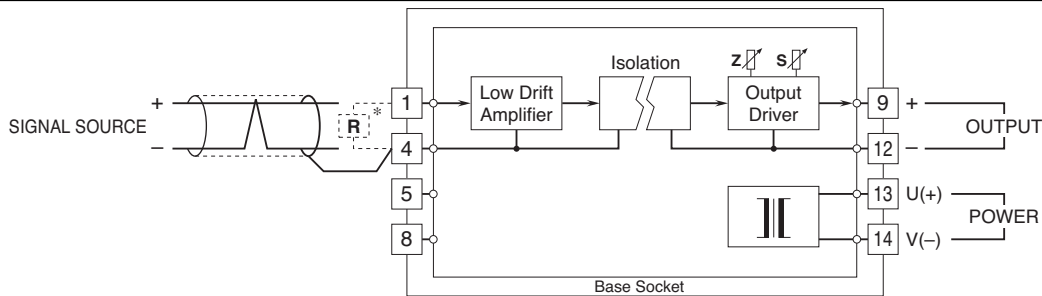 Isolation
Z S
+ 1 Low Drift Amplifier Output Driver 9 +
SIGNAL SOURCE R * OUTPUT
– 4 12 –
5 13 U(+)
POWER
8 14 V(–)
Base Socket